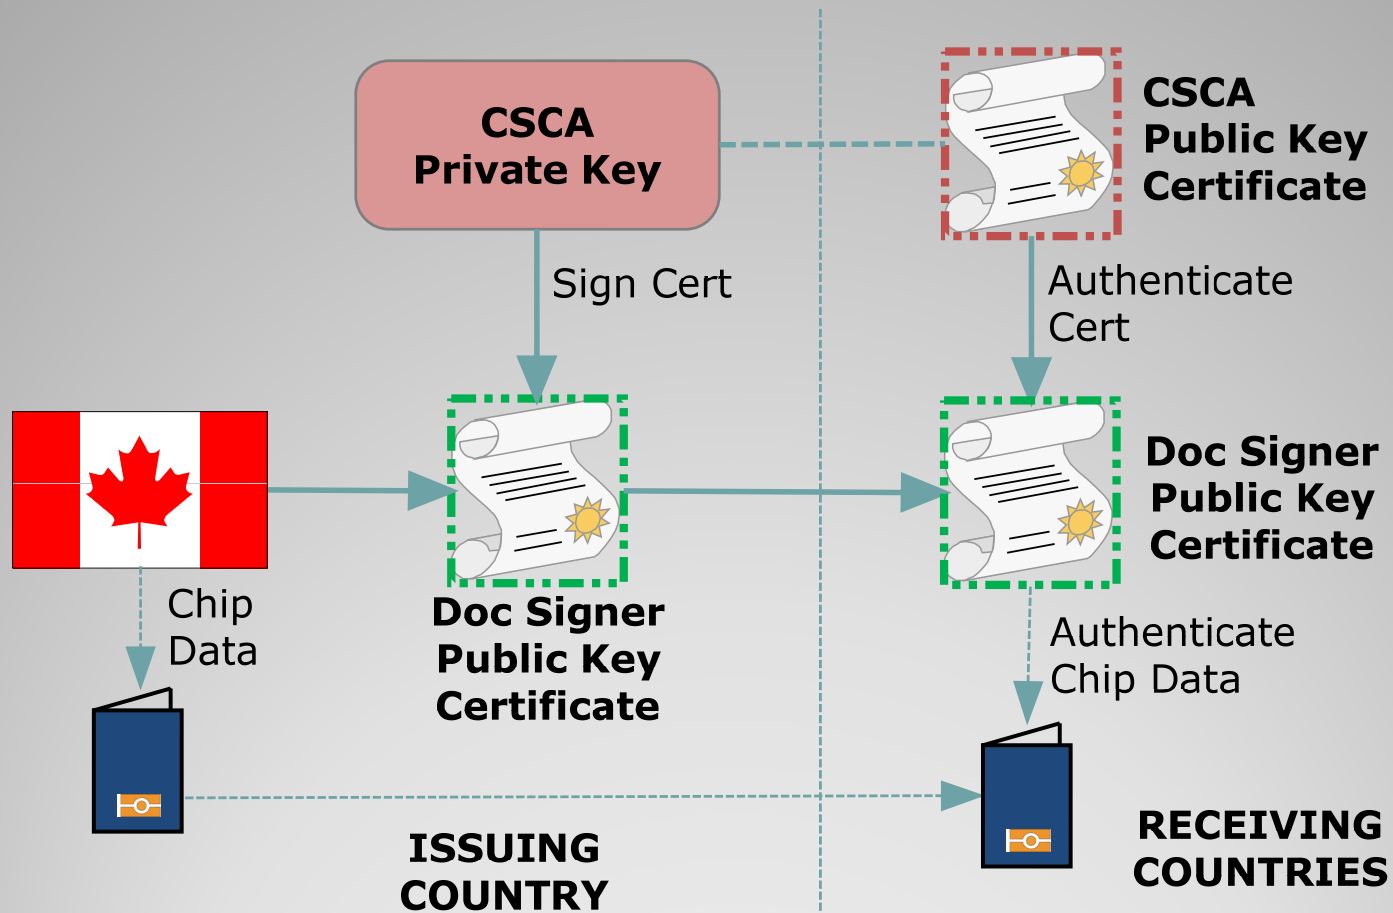 CSCA
Private Key
CSCA
Public Key
Certificate
Sign Cert
Authenticate
Cert
Doc Signer
Public Key
Certificate
Chip
Data
Doc Signer
Public Key
Certificate
Authenticate
Chip Data
ISSUING
COUNTRY
RECEIVING
COUNTRIES